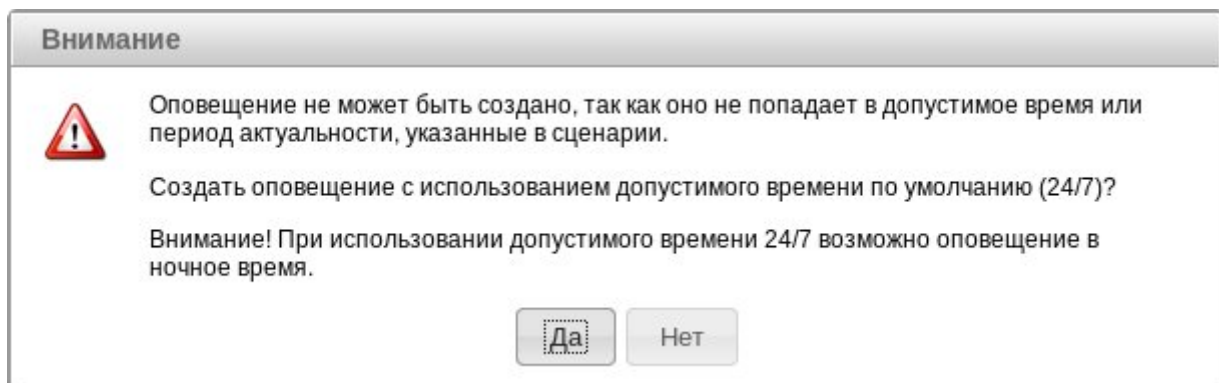 Внимание
Оповещение не может быть создано, так как оно не попадает в допустимое время или
период актуальности, указанные в сценарии.
Создать оповещение с использованием допустимого времени по умолчанию (24/7)?
Внимание! При использовании допустимого времени 24/7 возможно оповещение в
ночное время.
Да Нет